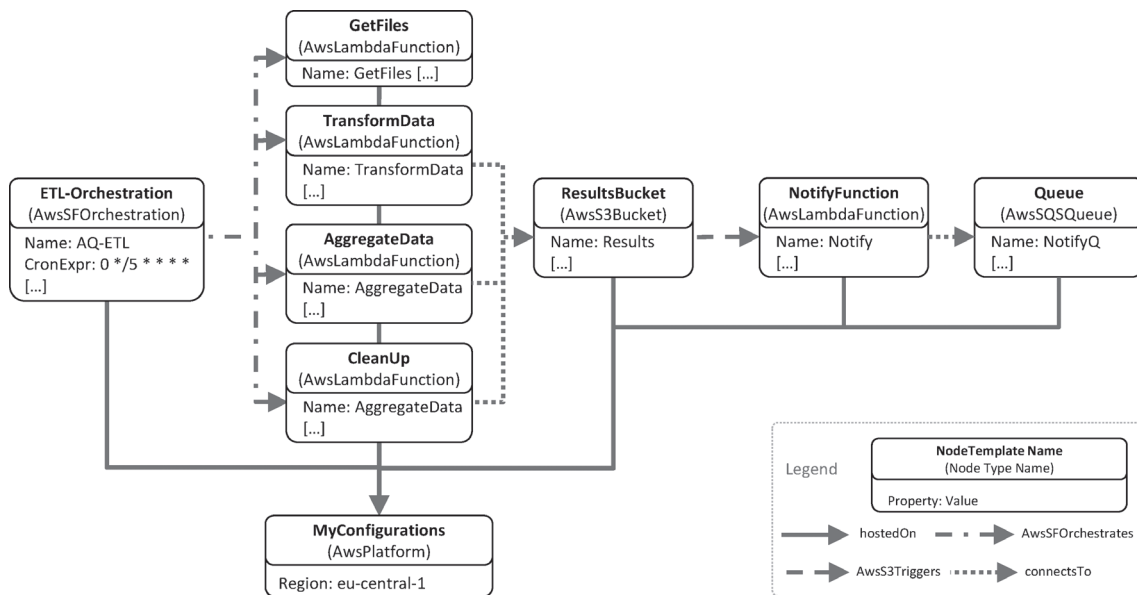 GetFiles
(AwsLambdaFunction)
Name: GetFiles [...]
TransformData
(AwsLambdaFunction)
Name: TransformData
[...]
ETL-Orchestration
(AwsSFOrchestration)
Name: AQ-ETL
CronExpr: 0 */5 * * * *
[...]
AggregateData
(AwsLambdaFunction)
Name: AggregateData
[...]
CleanUp
(AwsLambdaFunction)
Name: AggregateData
[...]
ResultsBucket
(AwsS3Bucket)
Name: Results
[...]
NotifyFunction
(AwsLambdaFunction)
Name: Notify
[...]
Queue
(AwsSQSQueue)
Name: NotifyQ
[...]
MyConfigurations
(AwsPlatform)
Region: eu-central-1
Legend
NodeTemplate Name
(Node Type Name)
Property: Value
hostedOn
AwsSFOrchestrates
AwsS3Triggers
connectsTo